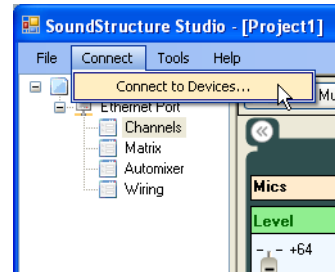 SoundStructure Studio - [Project1]
File Connect Tools Help
Connect to Devices...
Mu
Ethernet Port
Channels
Matrix
Automixer
Wiring
Mics
Level
+64